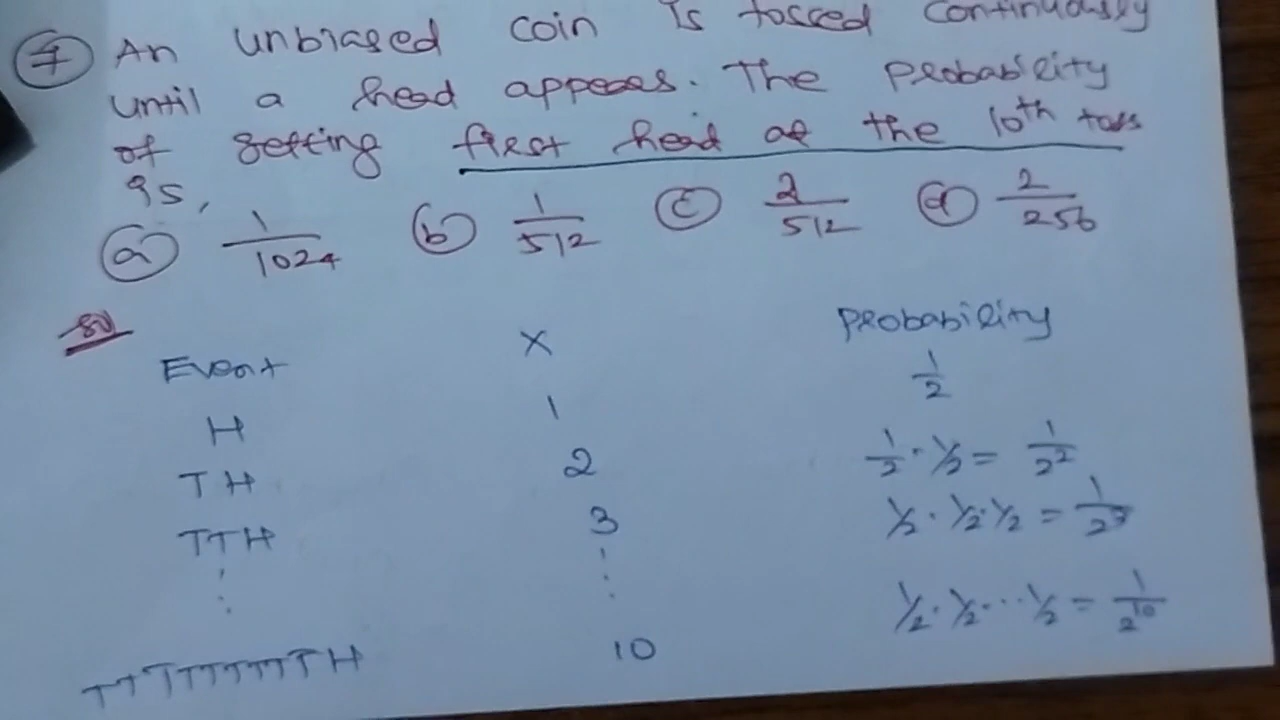 7 An unbiased coin is tossed continuously
until a head appears. The probability
of getting first head at the 10th toss
is,
a 1/1024 b 1/512 c 2/512 d 2/256
Sol
Event X Probability
H 1 1/2
TH 2 1/2 · 1/2 = 1/2²
TTH 3 1/2 · 1/2 · 1/2 = 1/2³
⋮ ⋮
TTTTTTTTTH 10 1/2 · 1/2 ··· 1/2 = 1/2¹⁰